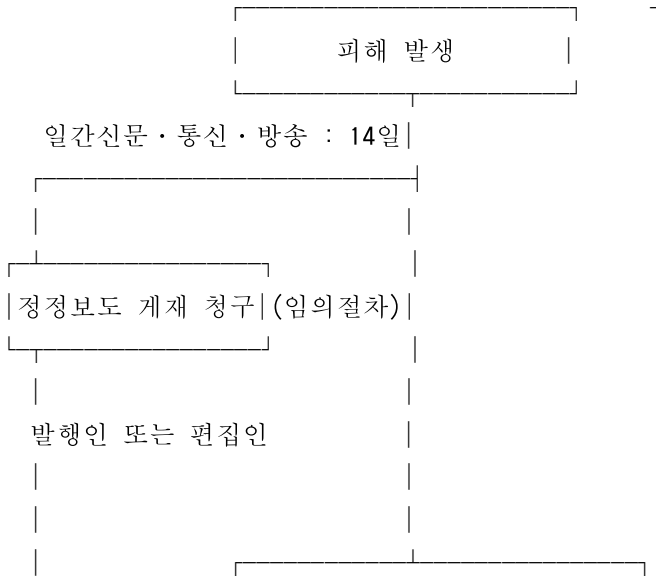 피해 발생
일간신문・통신・방송 : 14일
정정보도 게재 청구 (임의절차)
발행인 또는 편집인